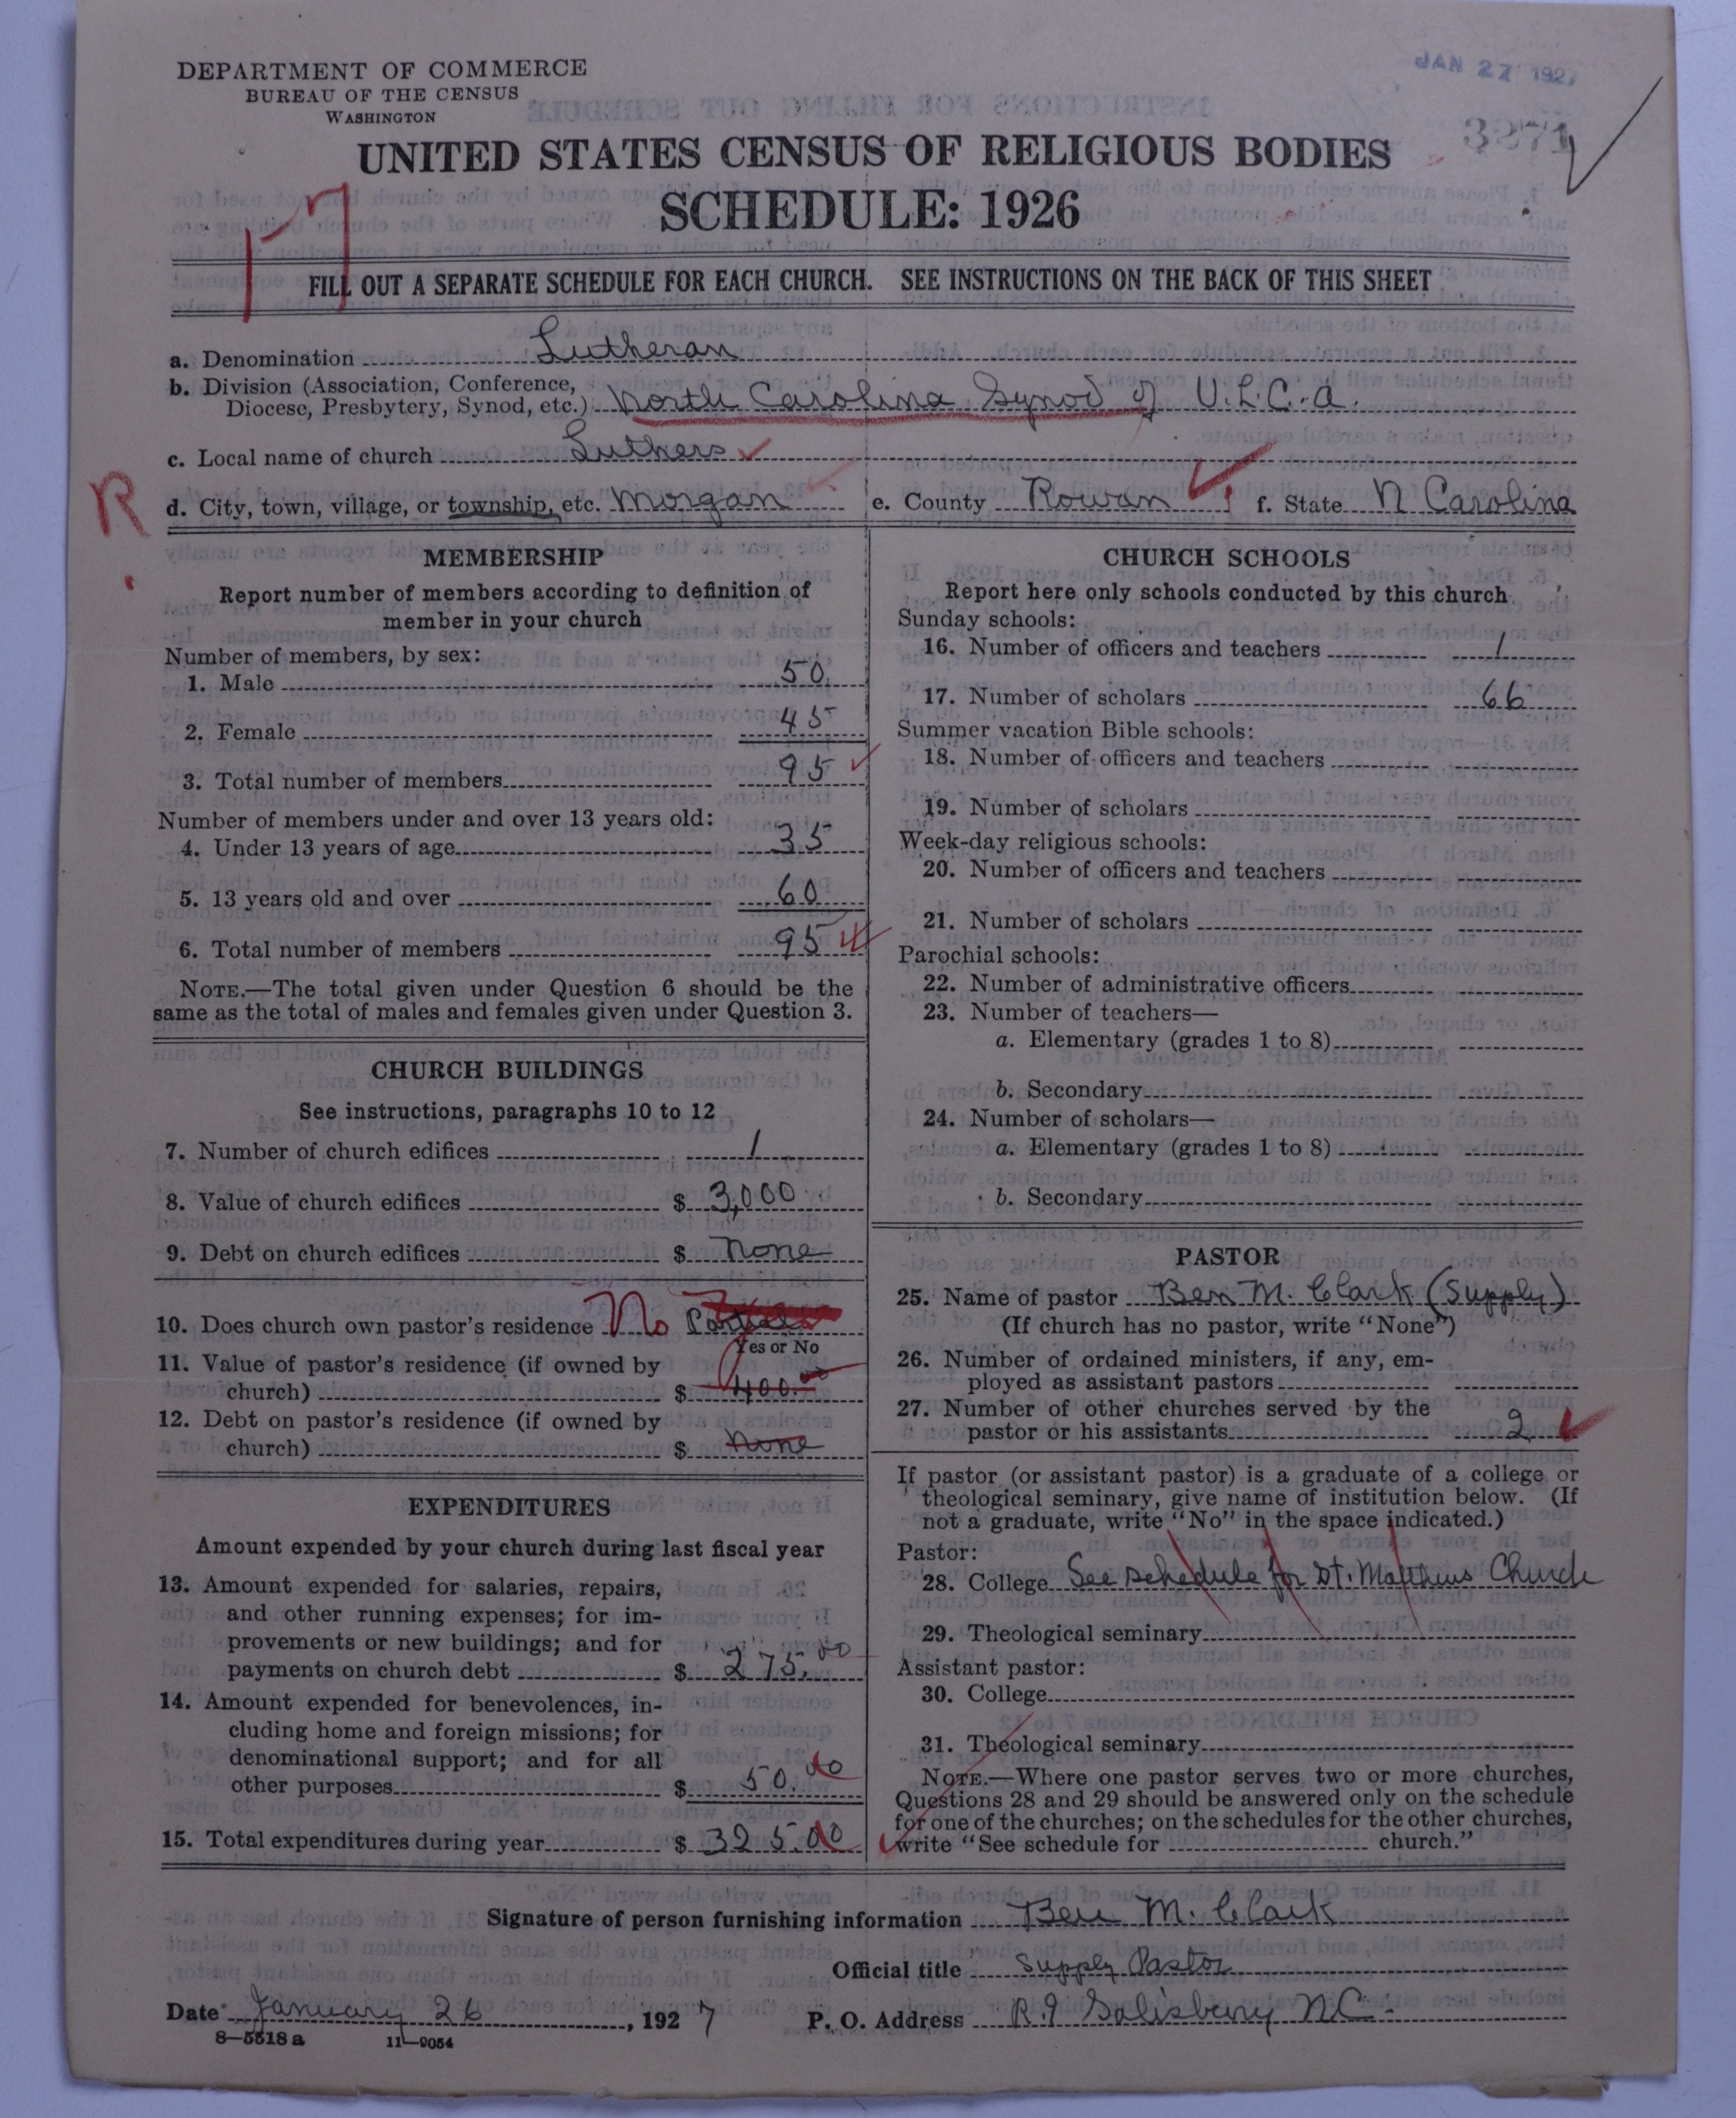 DEPARTMENT OF COMMERCE
BUREAU OF THE CENSUS
WASHINGTON
JAN 27 192
3871
UNITED STATES CENSUS OF RELIGIOUS BODIES
SCHEDULE: 1926
17
FILL OUT A SEPARATE SCHEDULE FOR EACH CHURCH. SEE INSTRUCTIONS ON THE BACK OF THIS SHEET
a. Denomination Lutheran
b. Division (Association, Conference,
Diocese, Presbytery, Synod, etc.) North Carolina Synod of U.L.C.A.
c. Local name of church Luthers
R
d. City, town, village, or township, etc. Morgan e. County Rowan f. State N Carolina
MEMBERSHIP
Report number of members according to definition of
member in your church
Number of members, by sex:
1. Male 50
2. Female 45
3. Total number of members 95
Number of members under and over 13 years old:
4. Under 13 years of age 35
5. 13 years old and over 60
6. Total number of members 95
NOTE.—The total given under Question 6 should be the
same as the total of males and females given under Question 3.
CHURCH BUILDINGS
See instructions, paragraphs 10 to 12
7. Number of church edifices 1
8. Value of church edifices $ 3,000
9. Debt on church edifices $ none
10. Does church own pastor's residence No
Yes or No
11. Value of pastor's residence (if owned by
church) $ 400.00
12. Debt on pastor's residence (if owned by
church) $ none
EXPENDITURES
Amount expended by your church during last fiscal year
13. Amount expended for salaries, repairs,
and other running expenses; for im-
provements or new buildings; and for
payments on church debt $ 275.00
14. Amount expended for benevolences, in-
cluding home and foreign missions; for
denominational support; and for all
other purposes $ 50.00
15. Total expenditures during year $ 325.00
CHURCH SCHOOLS
Report here only schools conducted by this church
Sunday schools:
16. Number of officers and teachers 1
17. Number of scholars 66
Summer vacation Bible schools:
18. Number of officers and teachers
19. Number of scholars
Week-day religious schools:
20. Number of officers and teachers
21. Number of scholars
Parochial schools:
22. Number of administrative officers
23. Number of teachers—
a. Elementary (grades 1 to 8)
b. Secondary
24. Number of scholars—
a. Elementary (grades 1 to 8)
b. Secondary
PASTOR
25. Name of pastor Ben M. Clark (Supply)
(If church has no pastor, write "None")
26. Number of ordained ministers, if any, em-
ployed as assistant pastors
27. Number of other churches served by the
pastor or his assistants 2
If pastor (or assistant pastor) is a graduate of a college or
theological seminary, give name of institution below. (If
not a graduate, write "No" in the space indicated.)
Pastor:
28. College See schedule for St. Matthews Church
29. Theological seminary
Assistant pastor:
30. College
31. Theological seminary
NOTE.—Where one pastor serves two or more churches,
Questions 28 and 29 should be answered only on the schedule
for one of the churches; on the schedules for the other churches,
write "See schedule for church."
Signature of person furnishing information Ben M. Clark
Official title Supply Pastor
Date January 26, 1927 P. O. Address Salisbury N.C.
8—5518a 11—9054